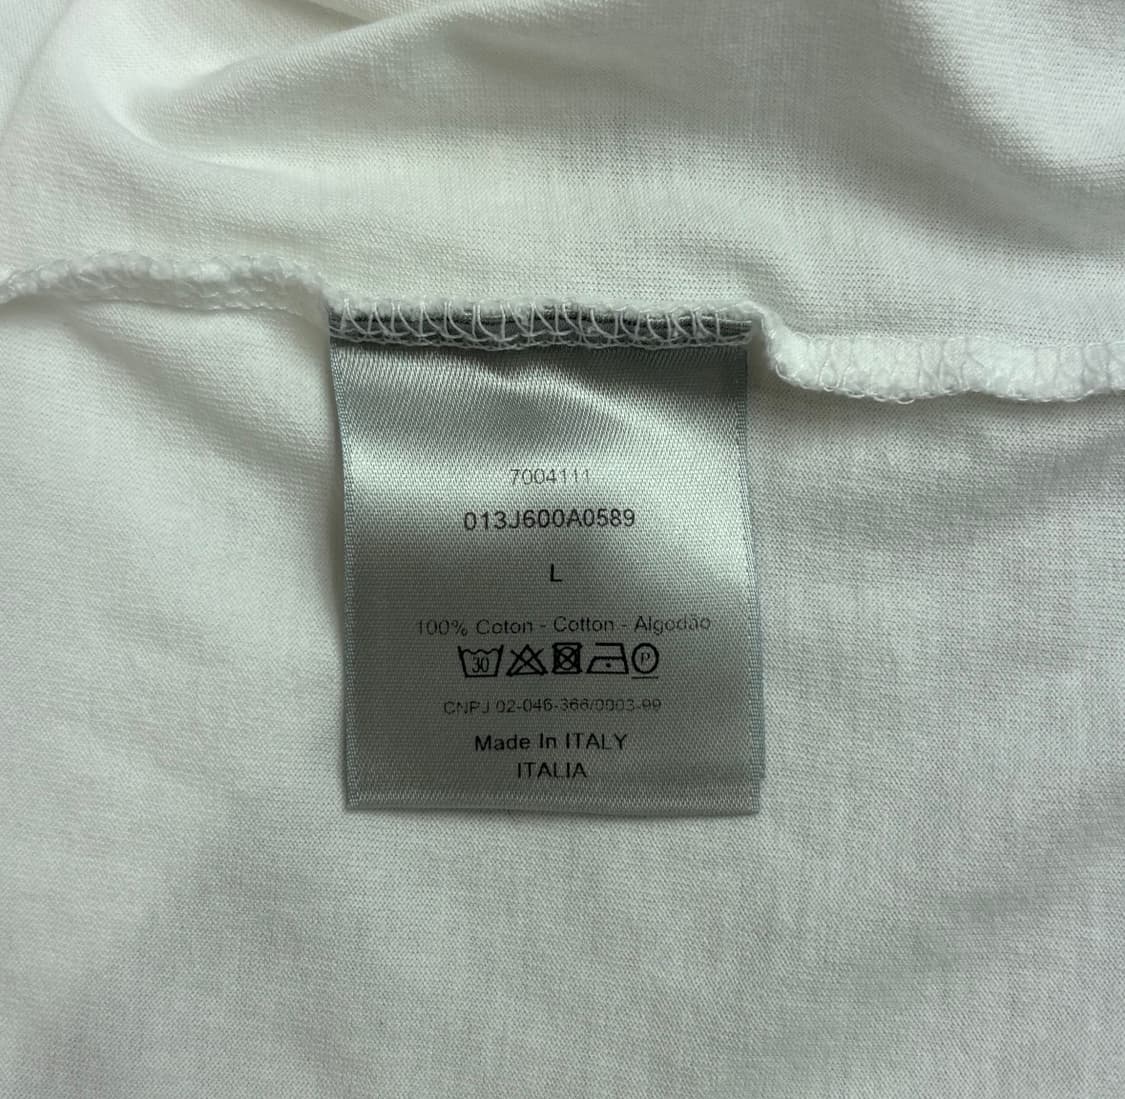 7004111
013J600A0589
L
100% Coton - Cotton - Algodão
30 P
CNPJ 02-046-366/0003-99
Made In ITALY
ITALIA